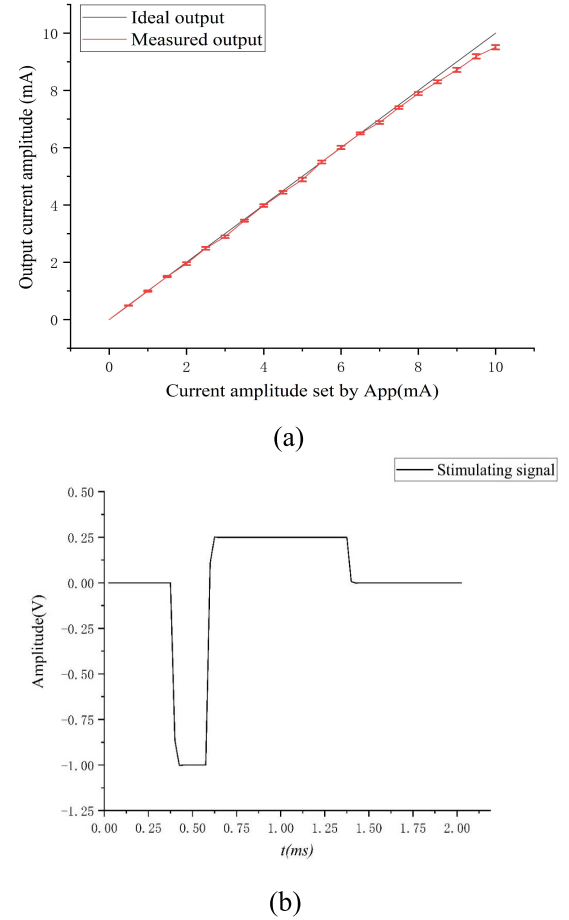 Ideal output
Measured output
10
8
6
4
2
0
Output current amplitude (mA)
0 2 4 6 8 10
Current amplitude set by App(mA)
(a)
Stimulating signal
0.50
0.25
0.00
-0.25
-0.50
-0.75
-1.00
-1.25
Amplitude(V)
0.00 0.25 0.50 0.75 1.00 1.25 1.50 1.75 2.00
t(ms)
(b)